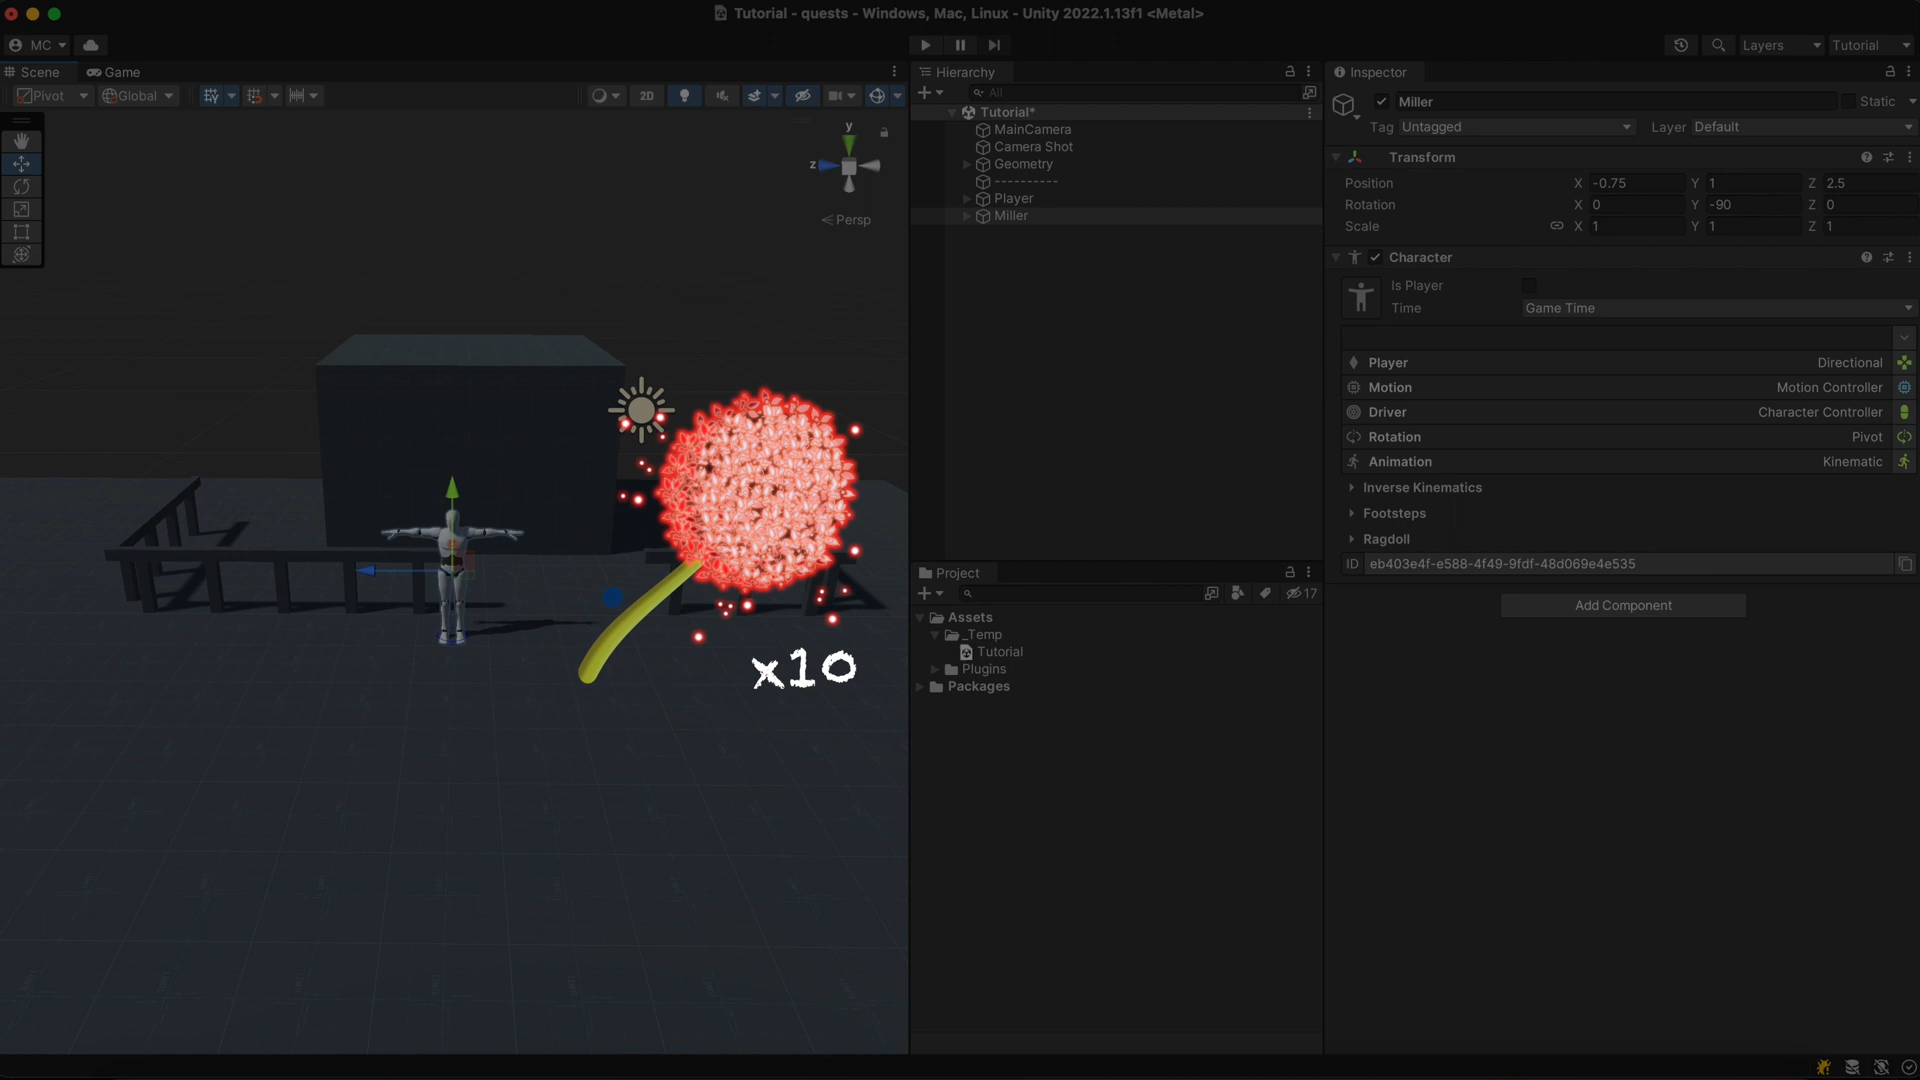 Tutorial - quests - Windows, Mac, Linux - Unity 2022.1.13f1 <Metal>
MC
Layers
Tutorial
Scene
Game
Pivot
Global
2D
y
z
Persp
x10
Hierarchy
All
Tutorial*
MainCamera
Camera Shot
Geometry
----------
Player
Miller
Project
17
Assets
_Temp
Tutorial
Plugins
Packages
Inspector
Miller
Static
Tag Untagged
Layer Default
Transform
Position X -0.75 Y 1 Z 2.5
Rotation X 0 Y -90 Z 0
Scale X 1 Y 1 Z 1
Character
Is Player
Time Game Time
Player Directional
Motion Motion Controller
Driver Character Controller
Rotation Pivot
Animation Kinematic
Inverse Kinematics
Footsteps
Ragdoll
ID eb403e4f-e588-4f49-9fdf-48d069e4e535
Add Component